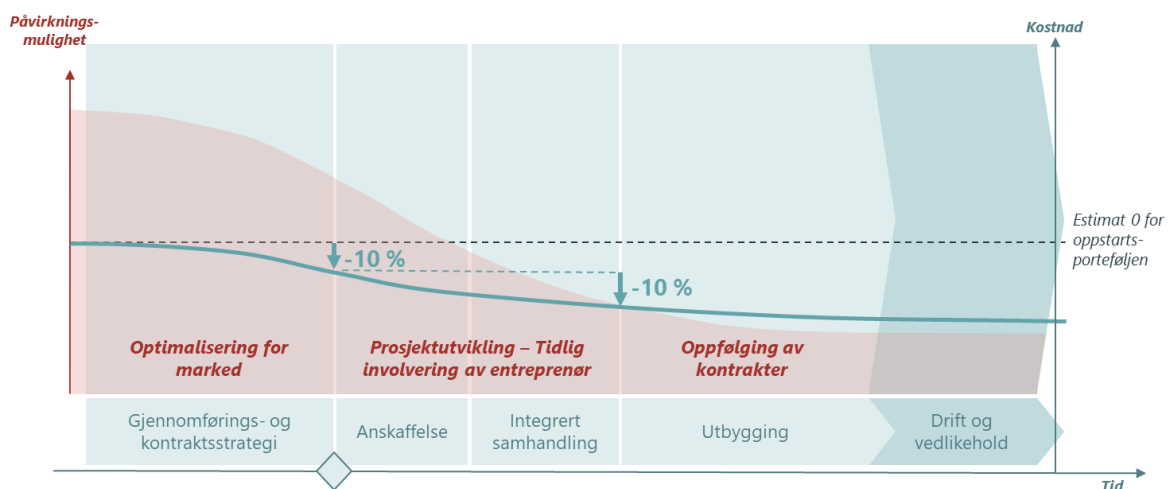 Påvirknings-
mulighet
Kostnad
Estimat 0 for
oppstarts-
porteføljen
-10 %
-10 %
Optimalisering for
marked
Prosjektutvikling – Tidlig
involvering av entreprenør
Oppfølging av
kontrakter
Gjennomførings- og
kontraktsstrategi
Anskaffelse
Integrert
samhandling
Utbygging
Drift og
vedlikehold
Tid